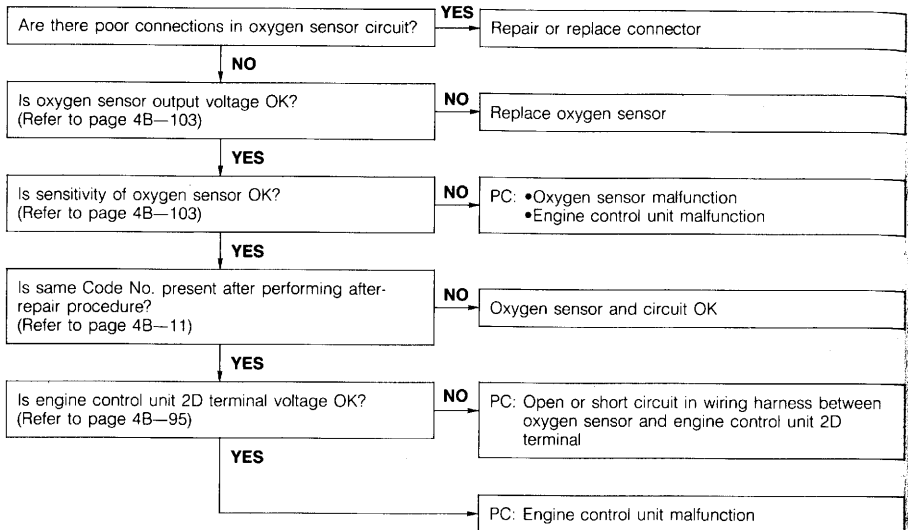 Are there poor connections in oxygen sensor circuit?
YES
Repair or replace connector
NO
Is oxygen sensor output voltage OK?
(Refer to page 4B—103)
NO
Replace oxygen sensor
YES
Is sensitivity of oxygen sensor OK?
(Refer to page 4B—103)
NO
PC: •Oxygen sensor malfunction
•Engine control unit malfunction
YES
Is same Code No. present after performing after-
repair procedure?
(Refer to page 4B—11)
NO
Oxygen sensor and circuit OK
YES
Is engine control unit 2D terminal voltage OK?
(Refer to page 4B—95)
NO
PC: Open or short circuit in wiring harness between
oxygen sensor and engine control unit 2D
terminal
YES
PC: Engine control unit malfunction